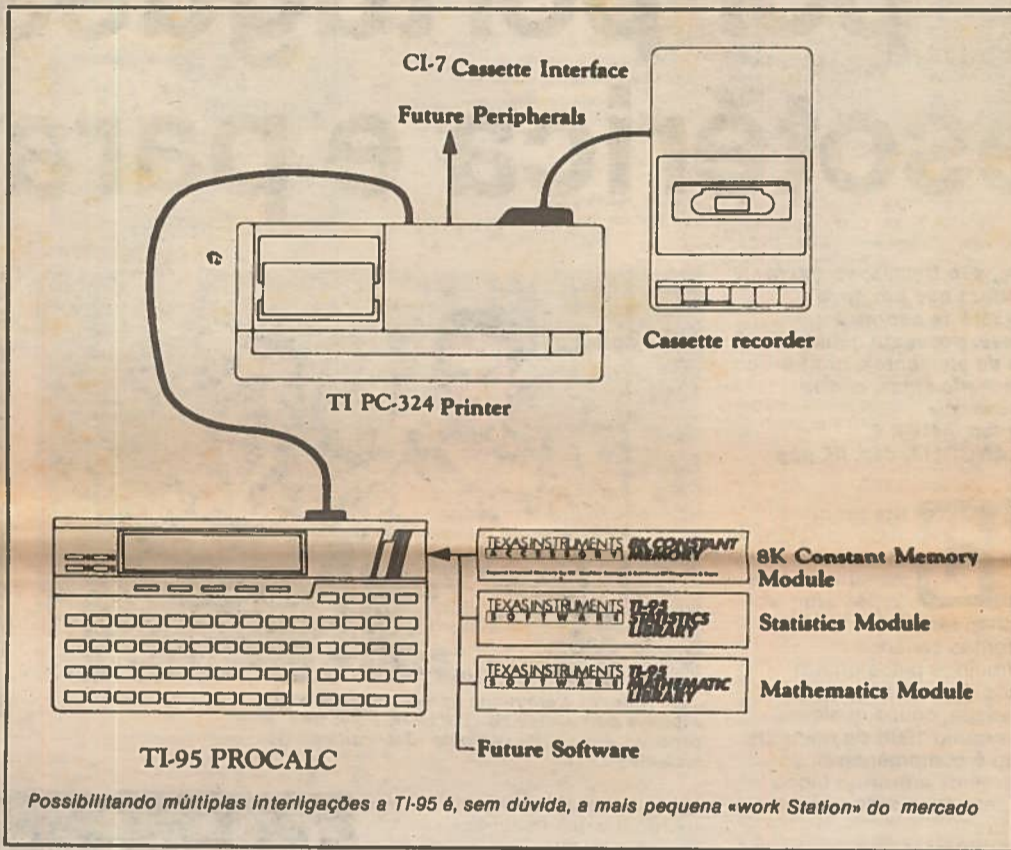 CI-7 Cassette Interface
Future Peripherals
Cassette recorder
TI PC-324 Printer
TEXAS INSTRUMENTS 8K CONSTANT
ACCESSORY MEMORY
8K Constant Memory
Module
TEXAS INSTRUMENTS TI-95
SOFTWARE STATISTICS
LIBRARY
Statistics Module
TEXAS INSTRUMENTS TI-95
SOFTWARE MATHEMATIC
LIBRARY
Mathematics Module
Future Software
TI-95 PROCALC
Possibilitando múltiplas interligações a TI-95 é, sem dúvida, a mais pequena «work Station» do mercado